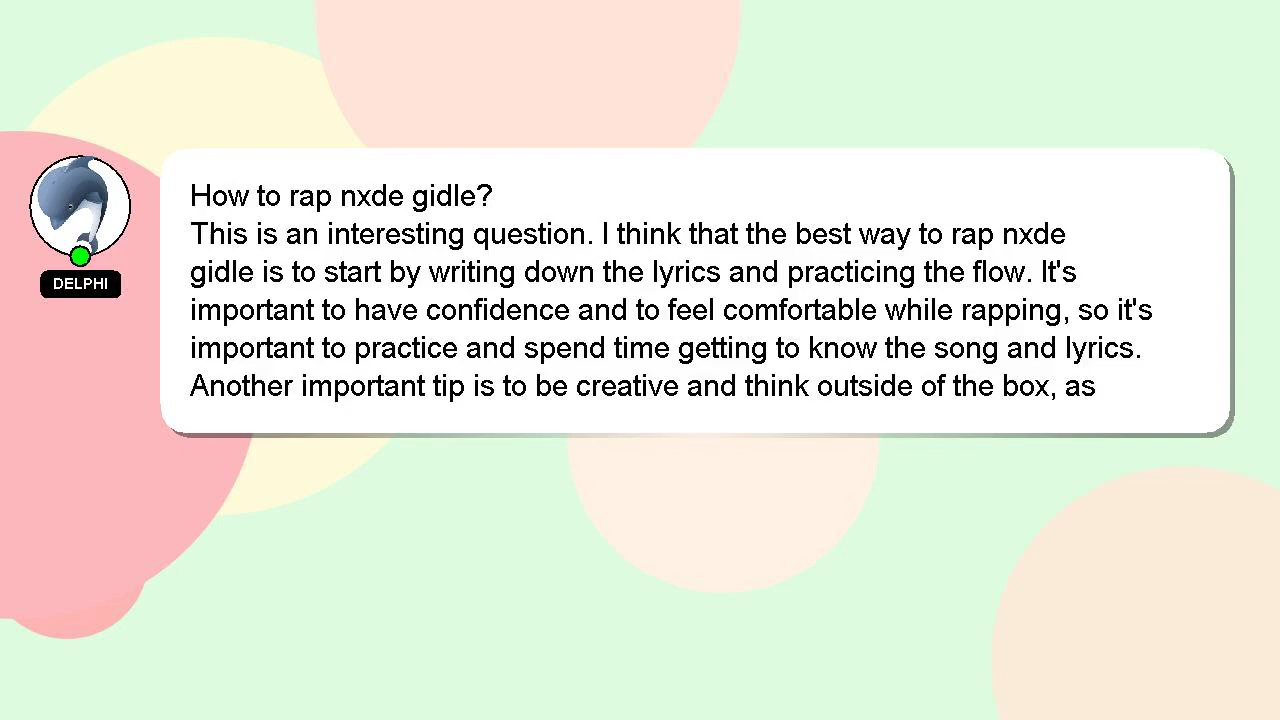 How to rap nxde gidle?
This is an interesting question. I think that the best way to rap nxde
gidle is to start by writing down the lyrics and practicing the flow. It's
important to have confidence and to feel comfortable while rapping, so it's
important to practice and spend time getting to know the song and lyrics.
Another important tip is to be creative and think outside of the box, as
DELPHI